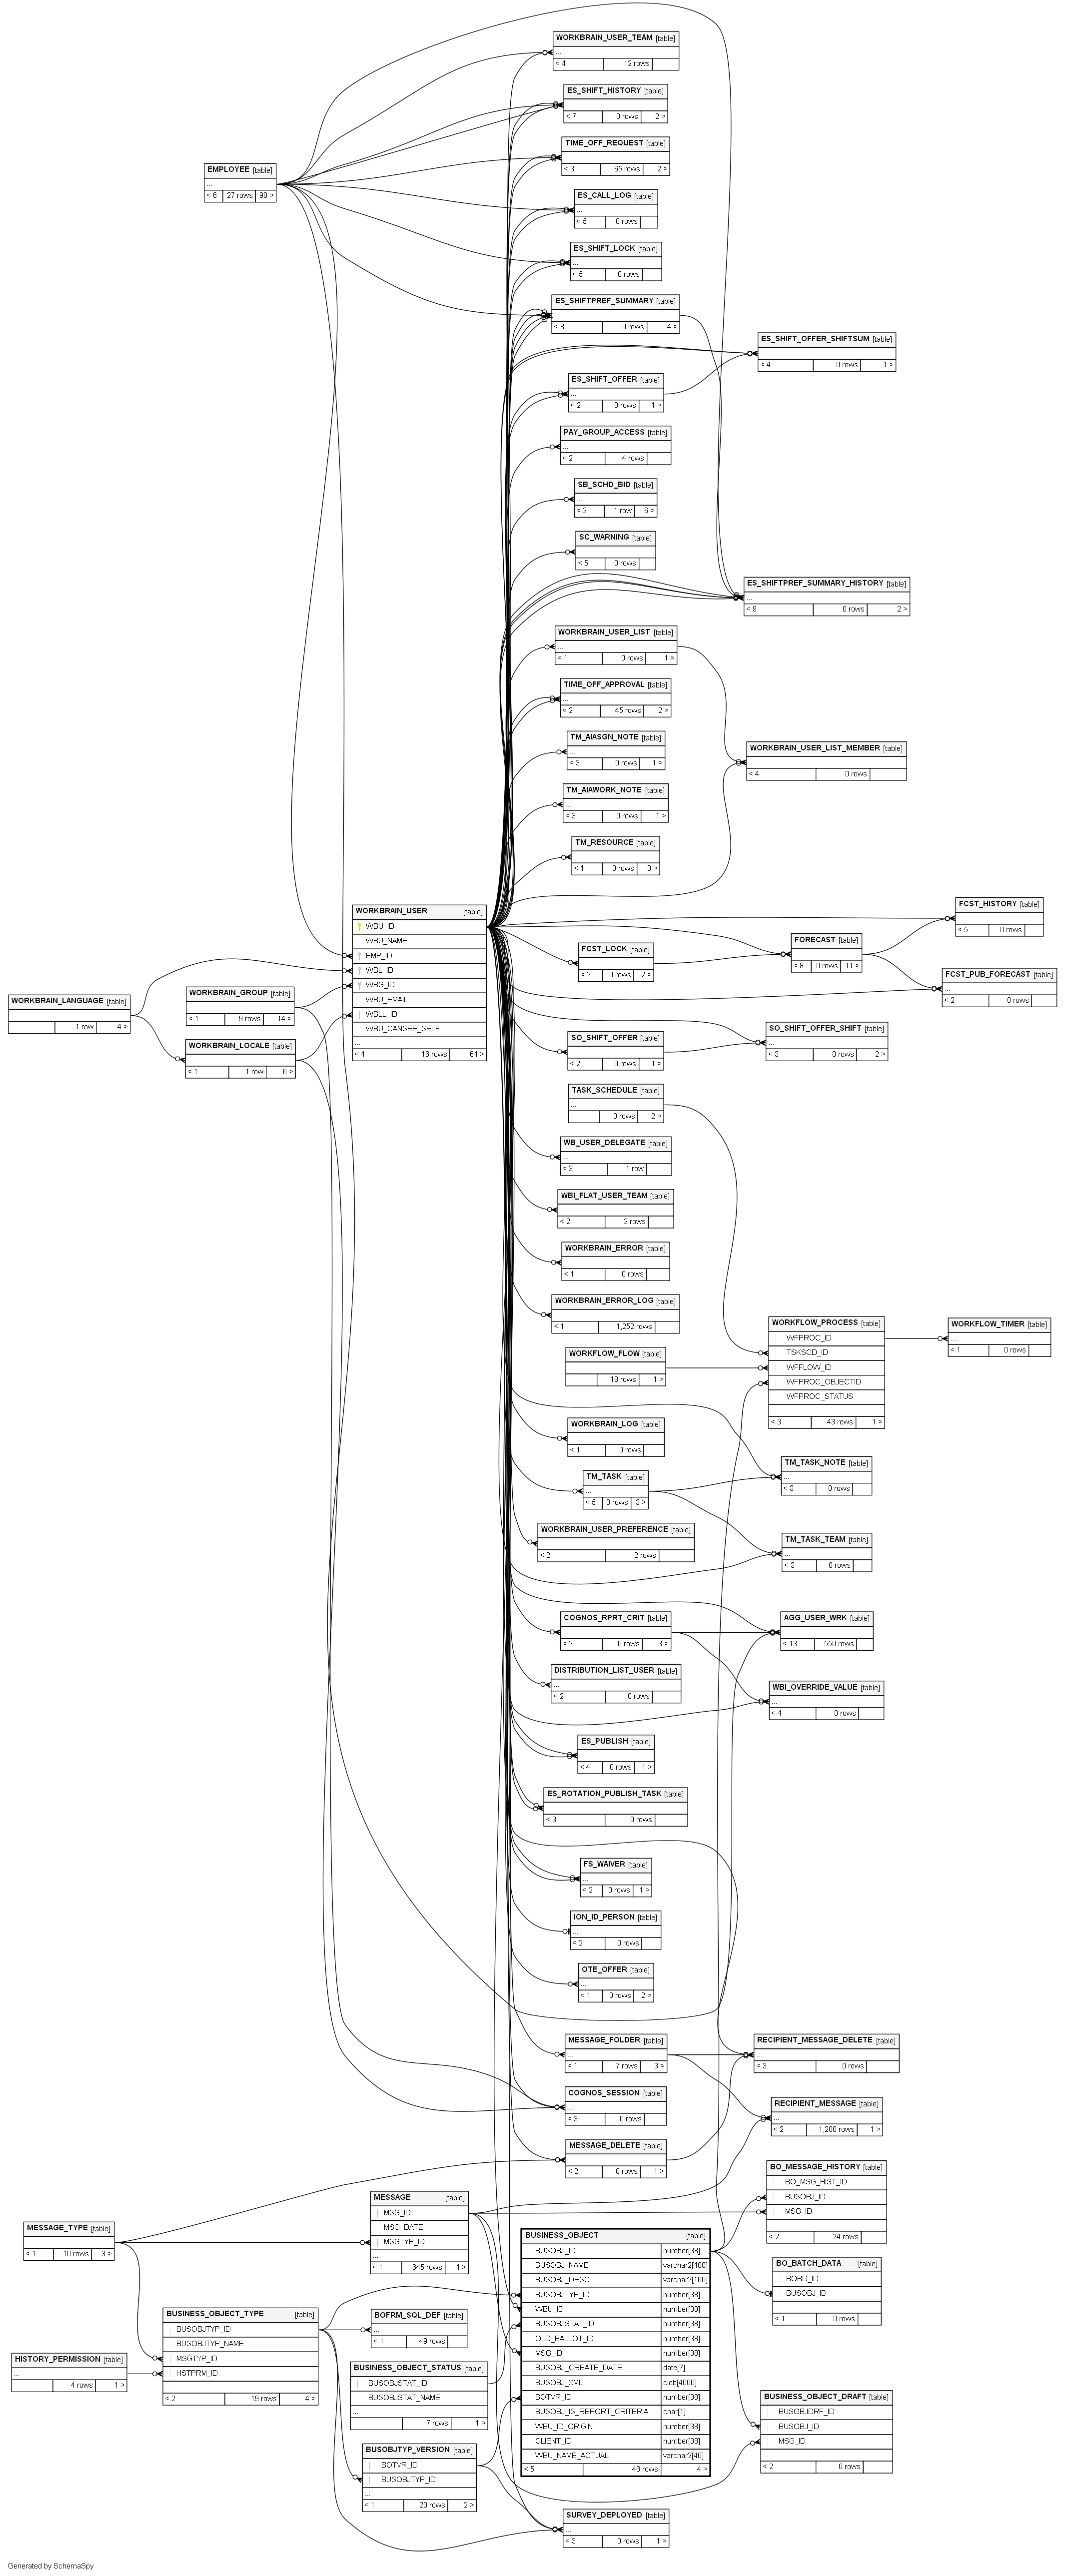 WORKBRAIN_USER_TEAM [table]
...
< 4 12 rows
ES_SHIFT_HISTORY [table]
...
< 7 0 rows 2 >
TIME_OFF_REQUEST [table]
...
< 3 65 rows 2 >
EMPLOYEE [table]
...
< 6 27 rows 98 >
ES_CALL_LOG [table]
...
< 5 0 rows
ES_SHIFT_LOCK [table]
...
< 5 0 rows
ES_SHIFTPREF_SUMMARY [table]
...
< 8 0 rows 4 >
ES_SHIFT_OFFER_SHIFTSUM [table]
...
< 4 0 rows 1 >
ES_SHIFT_OFFER [table]
...
< 2 0 rows 1 >
PAY_GROUP_ACCESS [table]
...
< 2 4 rows
SB_SCHD_BID [table]
...
< 2 1 row 6 >
SC_WARNING [table]
...
< 5 0 rows
ES_SHIFTPREF_SUMMARY_HISTORY [table]
...
< 9 0 rows 2 >
WORKBRAIN_USER_LIST [table]
...
< 1 0 rows 1 >
TIME_OFF_APPROVAL [table]
...
< 2 45 rows 2 >
TM_AIASGN_NOTE [table]
...
< 3 0 rows 1 >
WORKBRAIN_USER_LIST_MEMBER [table]
...
< 4 0 rows
TM_AIAWORK_NOTE [table]
...
< 3 0 rows 1 >
TM_RESOURCE [table]
...
< 1 0 rows 3 >
WORKBRAIN_USER [table]
WBU_ID
WBU_NAME
EMP_ID
WBL_ID
WBG_ID
WBU_EMAIL
WBLL_ID
WBU_CANSEE_SELF
...
< 4 16 rows 64 >
FCST_HISTORY [table]
...
< 5 0 rows
FORECAST [table]
...
< 8 0 rows 11 >
FCST_LOCK [table]
...
< 2 0 rows 2 >
FCST_PUB_FORECAST [table]
...
< 2 0 rows
WORKBRAIN_LANGUAGE [table]
...
1 row 4 >
WORKBRAIN_GROUP [table]
...
< 1 9 rows 14 >
WORKBRAIN_LOCALE [table]
...
< 1 1 row 6 >
SO_SHIFT_OFFER_SHIFT [table]
...
< 3 0 rows 2 >
SO_SHIFT_OFFER [table]
...
< 2 0 rows 1 >
TASK_SCHEDULE [table]
...
0 rows 2 >
WB_USER_DELEGATE [table]
...
< 3 1 row
WBI_FLAT_USER_TEAM [table]
...
< 2 2 rows
WORKBRAIN_ERROR [table]
...
< 1 0 rows
WORKBRAIN_ERROR_LOG [table]
...
< 1 1,252 rows
WORKFLOW_PROCESS [table]
WFPROC_ID
TSKSCD_ID
WFFLOW_ID
WFPROC_OBJECTID
WFPROC_STATUS
...
< 3 43 rows 1 >
WORKFLOW_TIMER [table]
...
< 1 0 rows
WORKFLOW_FLOW [table]
...
18 rows 1 >
WORKBRAIN_LOG [table]
...
< 1 0 rows
TM_TASK_NOTE [table]
...
< 3 0 rows
TM_TASK [table]
...
< 5 0 rows 3 >
WORKBRAIN_USER_PREFERENCE [table]
...
< 2 2 rows
TM_TASK_TEAM [table]
...
< 3 0 rows
COGNOS_RPRT_CRIT [table]
...
< 2 0 rows 3 >
AGG_USER_WRK [table]
...
< 13 550 rows
DISTRIBUTION_LIST_USER [table]
...
< 2 0 rows
WBI_OVERRIDE_VALUE [table]
...
< 4 0 rows
ES_PUBLISH [table]
...
< 4 0 rows 1 >
ES_ROTATION_PUBLISH_TASK [table]
...
< 3 0 rows
FS_WAIVER [table]
...
< 2 0 rows 1 >
ION_ID_PERSON [table]
...
< 2 0 rows
OTE_OFFER [table]
...
< 1 0 rows 2 >
MESSAGE_FOLDER [table]
...
< 1 7 rows 3 >
RECIPIENT_MESSAGE_DELETE [table]
...
< 3 0 rows
COGNOS_SESSION [table]
...
< 3 0 rows
RECIPIENT_MESSAGE [table]
...
< 2 1,200 rows 1 >
MESSAGE_DELETE [table]
...
< 2 0 rows 1 >
BO_MESSAGE_HISTORY [table]
BO_MSG_HIST_ID
BUSOBJ_ID
MSG_ID
...
< 2 24 rows
MESSAGE [table]
MSG_ID
MSG_DATE
MSGTYP_ID
...
< 1 645 rows 4 >
MESSAGE_TYPE [table]
...
< 1 10 rows 3 >
BUSINESS_OBJECT [table]
BUSOBJ_ID number[38]
BUSOBJ_NAME varchar2[400]
BUSOBJ_DESC varchar2[100]
BUSOBJTYP_ID number[38]
WBU_ID number[38]
BUSOBJSTAT_ID number[38]
OLD_BALLOT_ID number[38]
MSG_ID number[38]
BUSOBJ_CREATE_DATE date[7]
BUSOBJ_XML clob[4000]
BOTVR_ID number[38]
BUSOBJ_IS_REPORT_CRITERIA char[1]
WBU_ID_ORIGIN number[38]
CLIENT_ID number[38]
WBU_NAME_ACTUAL varchar2[40]
< 5 48 rows 4 >
BO_BATCH_DATA [table]
BOBD_ID
BUSOBJ_ID
...
< 1 0 rows
BUSINESS_OBJECT_TYPE [table]
BUSOBJTYP_ID
BUSOBJTYP_NAME
MSGTYP_ID
HSTPRM_ID
...
< 2 19 rows 4 >
BOFRM_SQL_DEF [table]
...
< 1 49 rows
HISTORY_PERMISSION [table]
...
4 rows 1 >
BUSINESS_OBJECT_STATUS [table]
BUSOBJSTAT_ID
BUSOBJSTAT_NAME
...
7 rows 1 >
BUSINESS_OBJECT_DRAFT [table]
BUSOBJDRF_ID
BUSOBJ_ID
MSG_ID
...
< 2 0 rows
BUSOBJTYP_VERSION [table]
BOTVR_ID
BUSOBJTYP_ID
...
< 1 20 rows 2 >
SURVEY_DEPLOYED [table]
...
< 3 0 rows 1 >
Generated by SchemaSpy